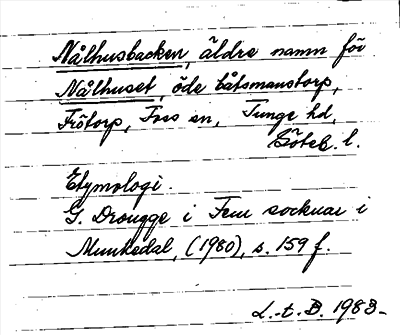 Nålhusbacken, äldre namn för
Nålhuset, öde båtsmanstorp,
Frötorp, Foss sn, Tunge hd,
Göteb. l.
Etymologi.
G. Drougge i Fem socknar i
Munkedal, (1980), s. 159 f.
L.-t. B. 1983